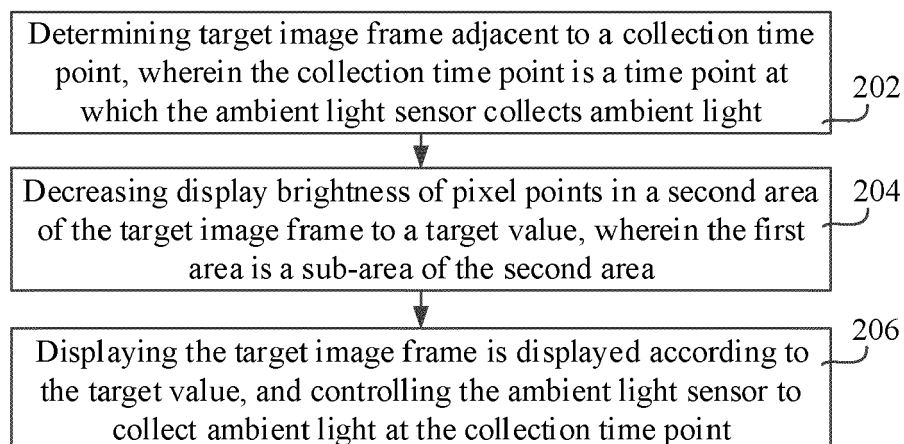 Determining target image frame adjacent to a collection time
point, wherein the collection time point is a time point at
which the ambient light sensor collects ambient light
202
Decreasing display brightness of pixel points in a second area
of the target image frame to a target value, wherein the first
area is a sub-area of the second area
204
Displaying the target image frame is displayed according to
the target value, and controlling the ambient light sensor to
collect ambient light at the collection time point
206